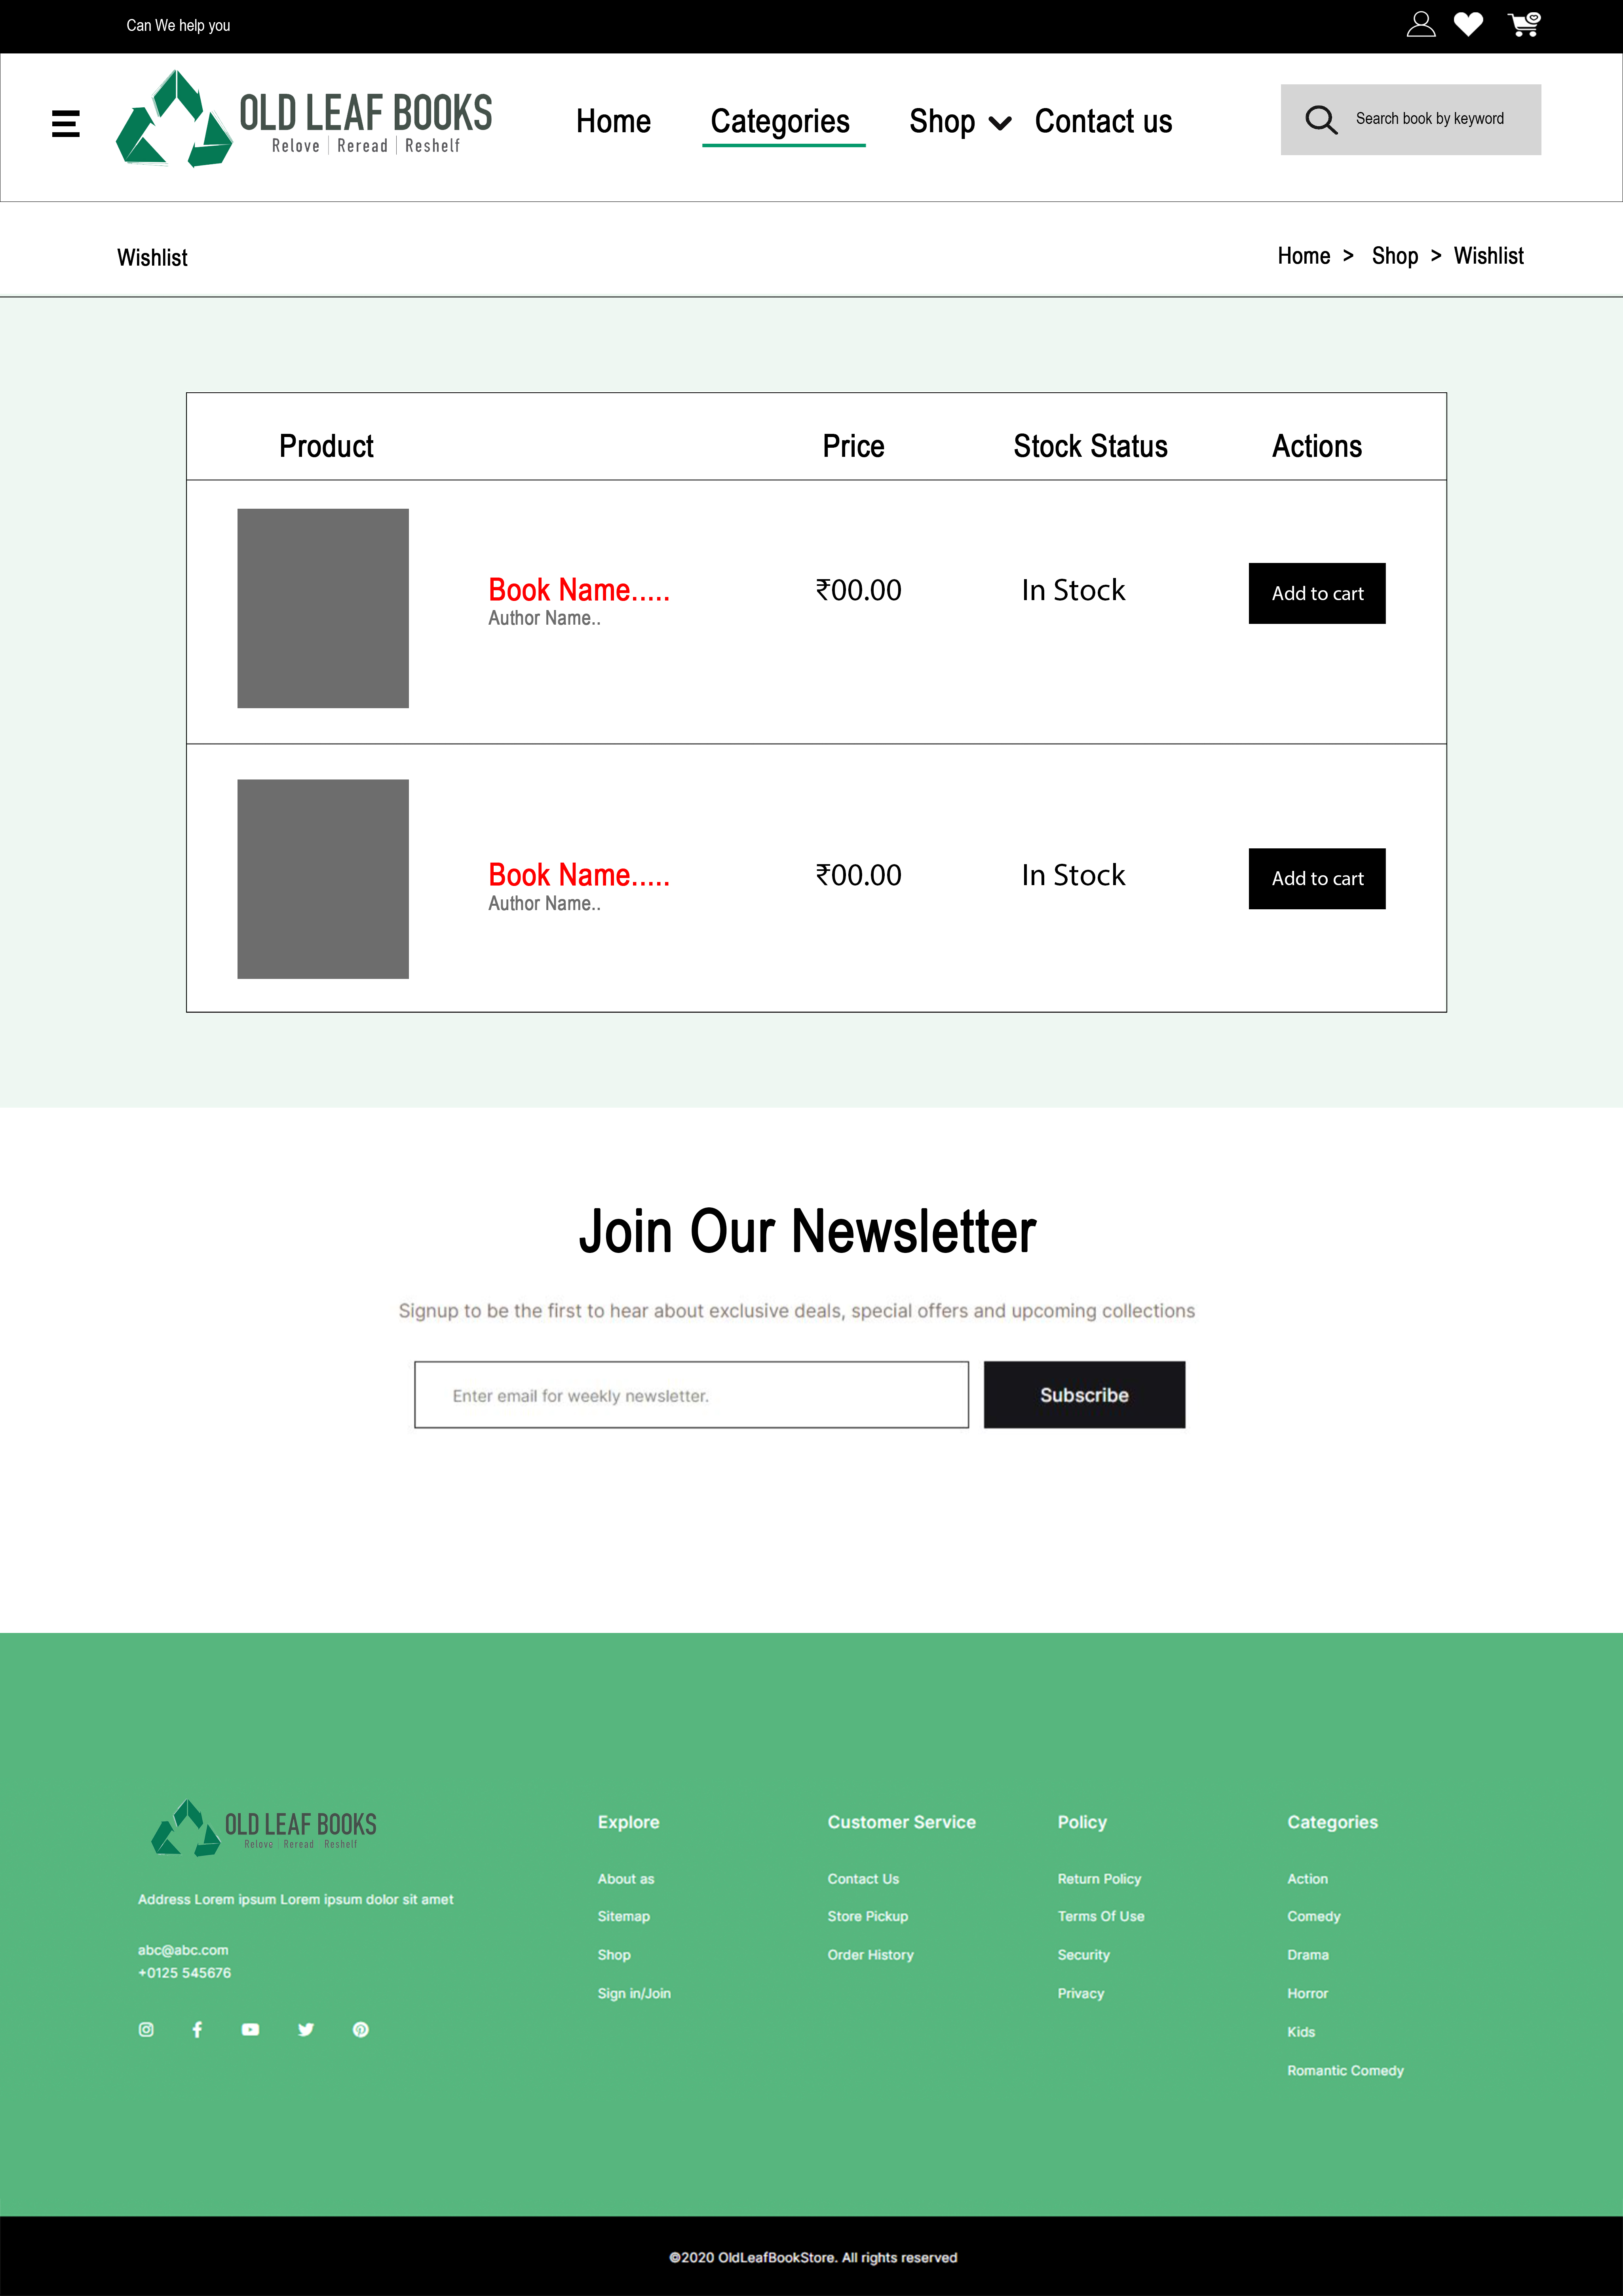 Can We help you
OLD LEAF BOOKS
Relove | Reread | Reshelf
Home Categories Shop Contact us
Search book by keyword
Wishlist
Home > Shop > Wishlist
Product Price Stock Status Actions
Book Name..... ₹00.00 In Stock Add to cart
Author Name..
Book Name..... ₹00.00 In Stock Add to cart
Author Name..
Join Our Newsletter
Signup to be the first to hear about exclusive deals, special offers and upcoming collections
Enter email for weekly newsletter.
Subscribe
OLD LEAF BOOKS
Relove Reread Reshelf
Address Lorem ipsum Lorem ipsum dolor sit amet
abc@abc.com
+0125 545676
Explore
About as
Sitemap
Shop
Sign in/Join
Customer Service
Contact Us
Store Pickup
Order History
Policy
Return Policy
Terms Of Use
Security
Privacy
Categories
Action
Comedy
Drama
Horror
Kids
Romantic Comedy
©2020 OldLeafBookStore. All rights reserved